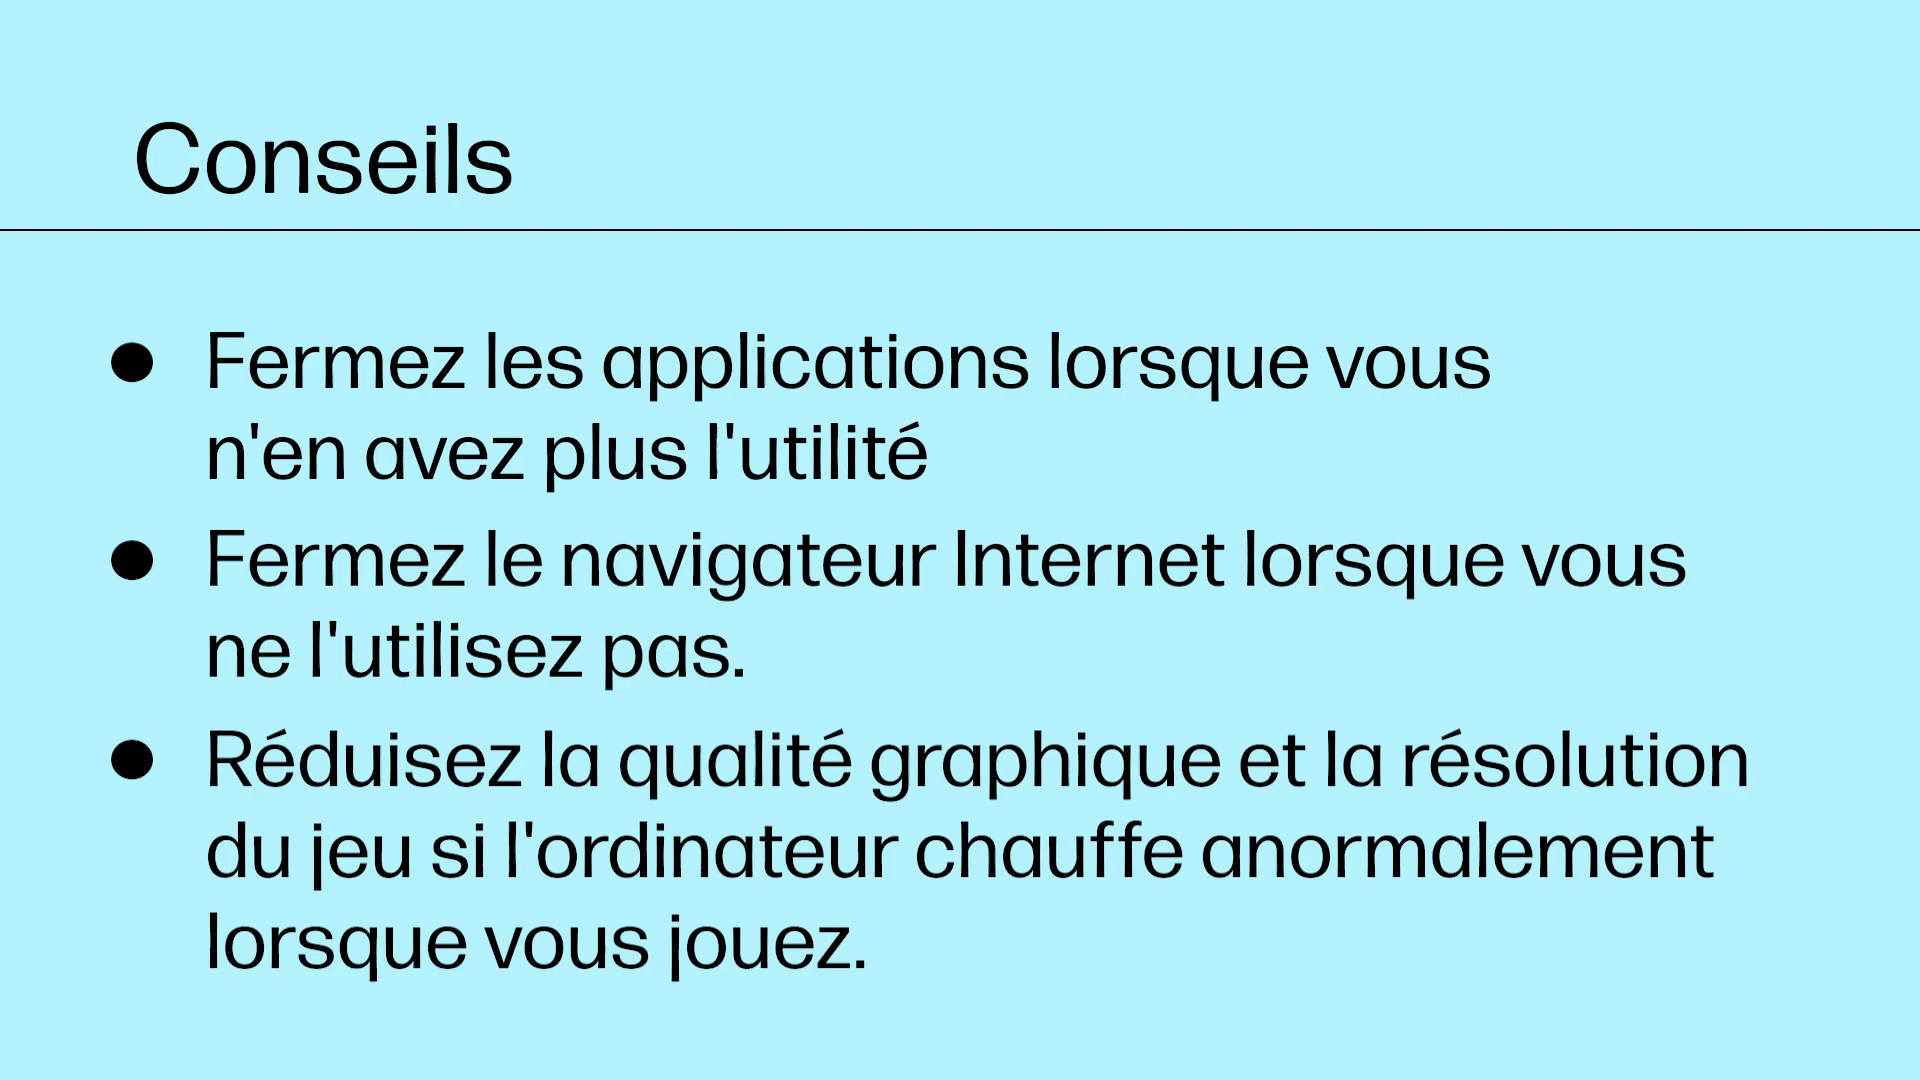 Conseils
● Fermez les applications lorsque vous
n'en avez plus l'utilité
● Fermez le navigateur Internet lorsque vous
ne l'utilisez pas.
● Réduisez la qualité graphique et la résolution
du jeu si l'ordinateur chauffe anormalement
lorsque vous jouez.